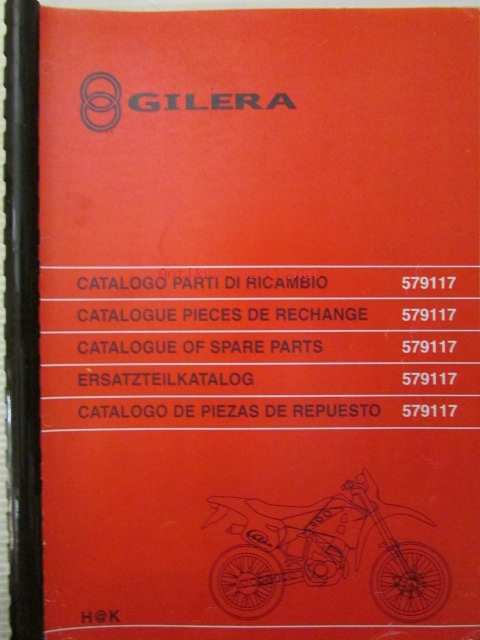 GILERA
CATALOGO PARTI DI RICAMBIO 579117
CATALOGUE PIECES DE RECHANGE 579117
CATALOGUE OF SPARE PARTS 579117
ERSATZTEILKATALOG 579117
CATALOGO DE PIEZAS DE REPUESTO 579117
H@K